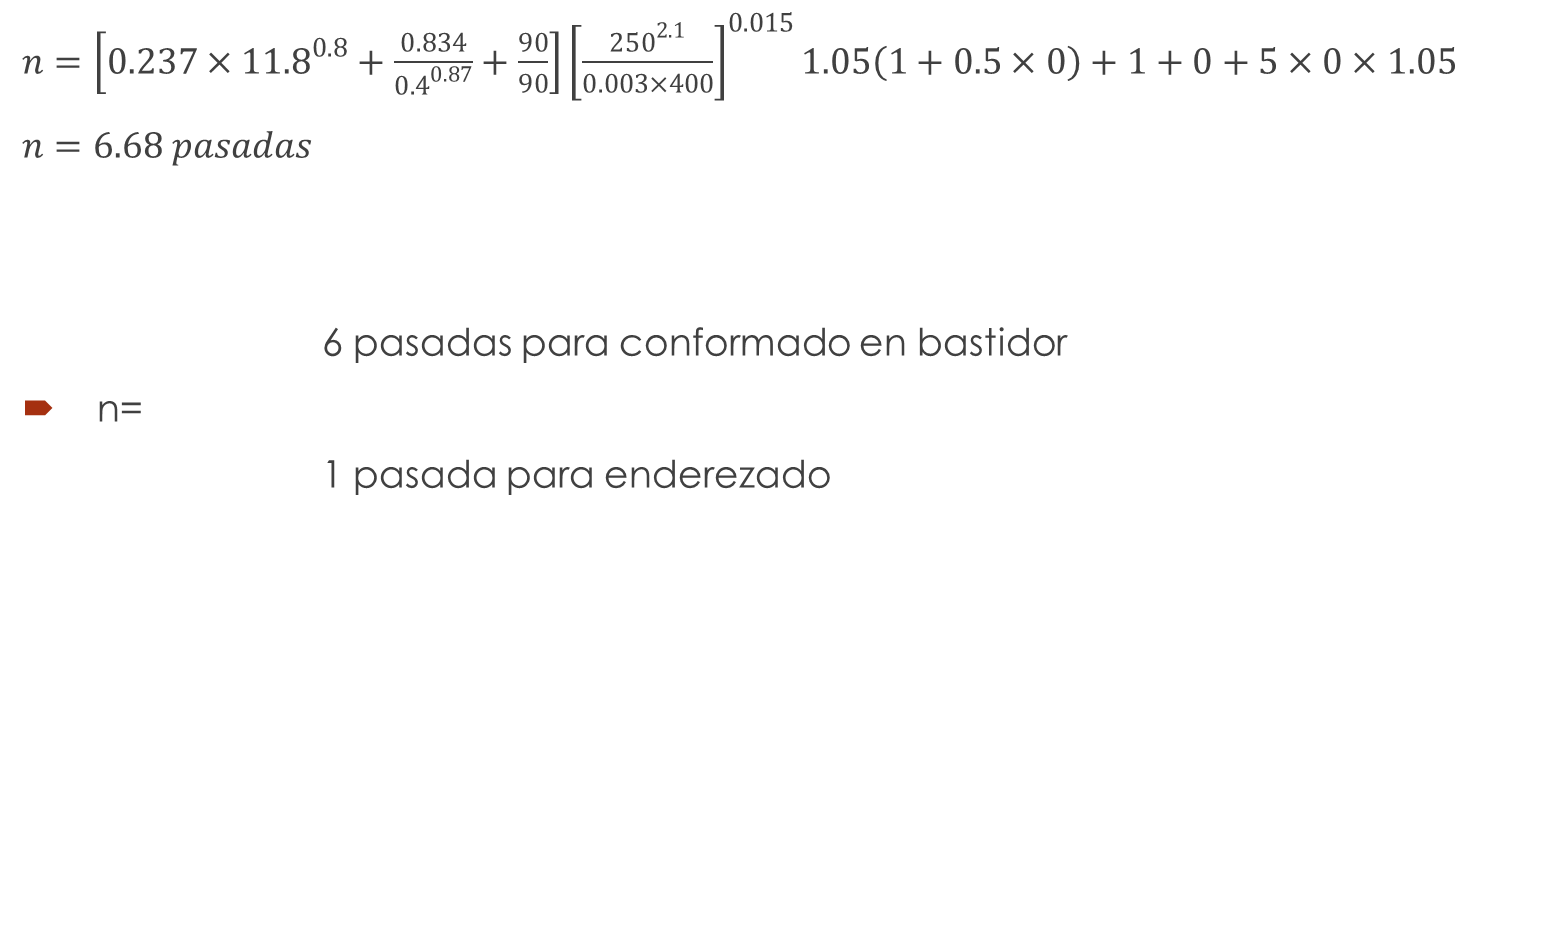 n = [0.237 × 11.8^0.8 + 0.834/0.4^0.87 + 90/90] [250^2.1/0.003×400]^0.015 1.05(1 + 0.5 × 0) + 1 + 0 + 5 × 0 × 1.05
n = 6.68 pasadas
6 pasadas para conformado en bastidor
n=
1 pasada para enderezado